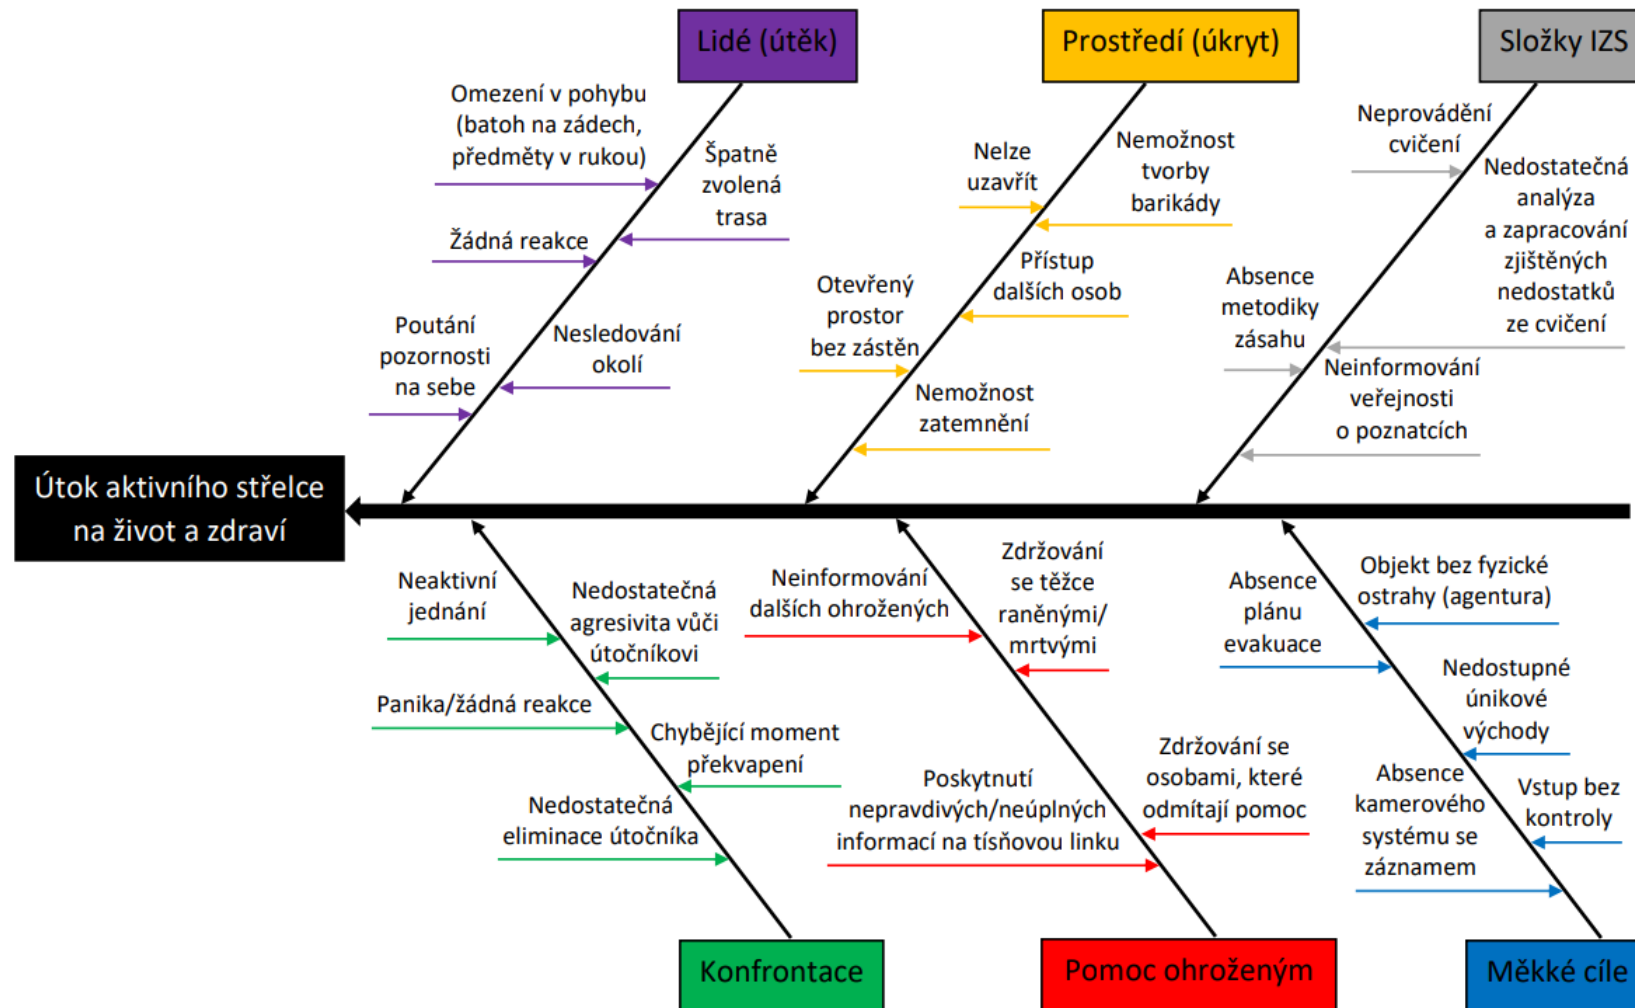 Lidé (útěk)
Prostředí (úkryt)
Složky IZS
Omezení v pohybu
(batoh na zádech,
předměty v rukou)
Špatně
zvolená
trasa
Žádná reakce
Poutání
pozornosti
na sebe
Nesledování
okolí
Nelze
uzavřít
Nemožnost
tvorby
barikády
Přístup
dalších osob
Otevřený
prostor
bez zástěn
Nemožnost
zatemnění
Neprovádění
cvičení
Nedostatečná
analýza
a zapracování
zjištěných
nedostatků
ze cvičení
Absence
metodiky
zásahu
Neinformování
veřejnosti
o poznatcích
Útok aktivního střelce
na život a zdraví
Neaktivní
jednání
Nedostatečná
agresivita vůči
útočníkovi
Panika/žádná reakce
Chybějící moment
překvapení
Nedostatečná
eliminace útočníka
Neinformování
dalších ohrožených
Zdržování
se těžce
raněnými/
mrtvými
Poskytnutí
nepravdivých/neúplných
informací na tísňovou linku
Zdržování se
osobami, které
odmítají pomoc
Absence
plánu
evakuace
Objekt bez fyzické
ostrahy (agentura)
Nedostupné
únikové
východy
Absence
kamerového
systému se
záznamem
Vstup bez
kontroly
Konfrontace
Pomoc ohroženým
Měkké cíle